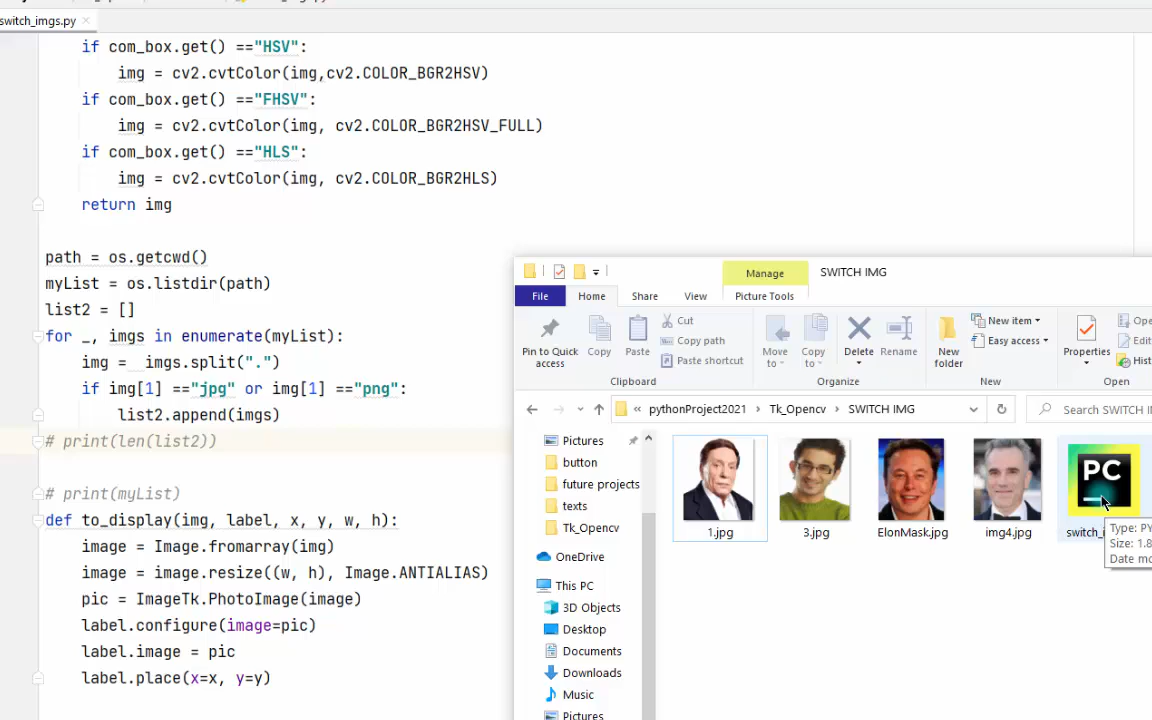 switch_imgs.py
if com_box.get() =="HSV":
img = cv2.cvtColor(img,cv2.COLOR_BGR2HSV)
if com_box.get() =="FHSV":
img = cv2.cvtColor(img, cv2.COLOR_BGR2HSV_FULL)
if com_box.get() =="HLS":
img = cv2.cvtColor(img, cv2.COLOR_BGR2HLS)
return img
path = os.getcwd()
myList = os.listdir(path)
list2 = []
for _, imgs in enumerate(myList):
img = imgs.split(".")
if img[1] =="jpg" or img[1] =="png":
list2.append(imgs)
# print(len(list2))
# print(myList)
def to_display(img, label, x, y, w, h):
image = Image.fromarray(img)
image = image.resize((w, h), Image.ANTIALIAS)
pic = ImageTk.PhotoImage(image)
label.configure(image=pic)
label.image = pic
label.place(x=x, y=y)
Manage
SWITCH IMG
File
Home
Share
View
Picture Tools
Pin to Quick access
Copy
Paste
Cut
Copy path
Paste shortcut
Clipboard
Move to
Copy to
Delete
Rename
Organize
New folder
New item
Easy access
New
Properties
Ope
Edit
Hist
Open
« pythonProject2021 › Tk_Opencv › SWITCH IMG
Search SWITCH I
Pictures
button
future projects
texts
Tk_Opencv
OneDrive
This PC
3D Objects
Desktop
Documents
Downloads
Music
Pictures
1.jpg
3.jpg
ElonMask.jpg
img4.jpg
PC
switch_i
Type: PY
Size: 1.8
Date mo